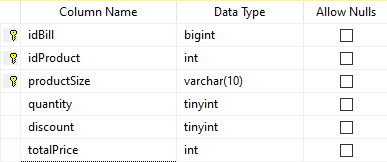 Column Name Data Type Allow Nulls
idBill bigint
idProduct int
productSize varchar(10)
quantity tinyint
discount tinyint
totalPrice int